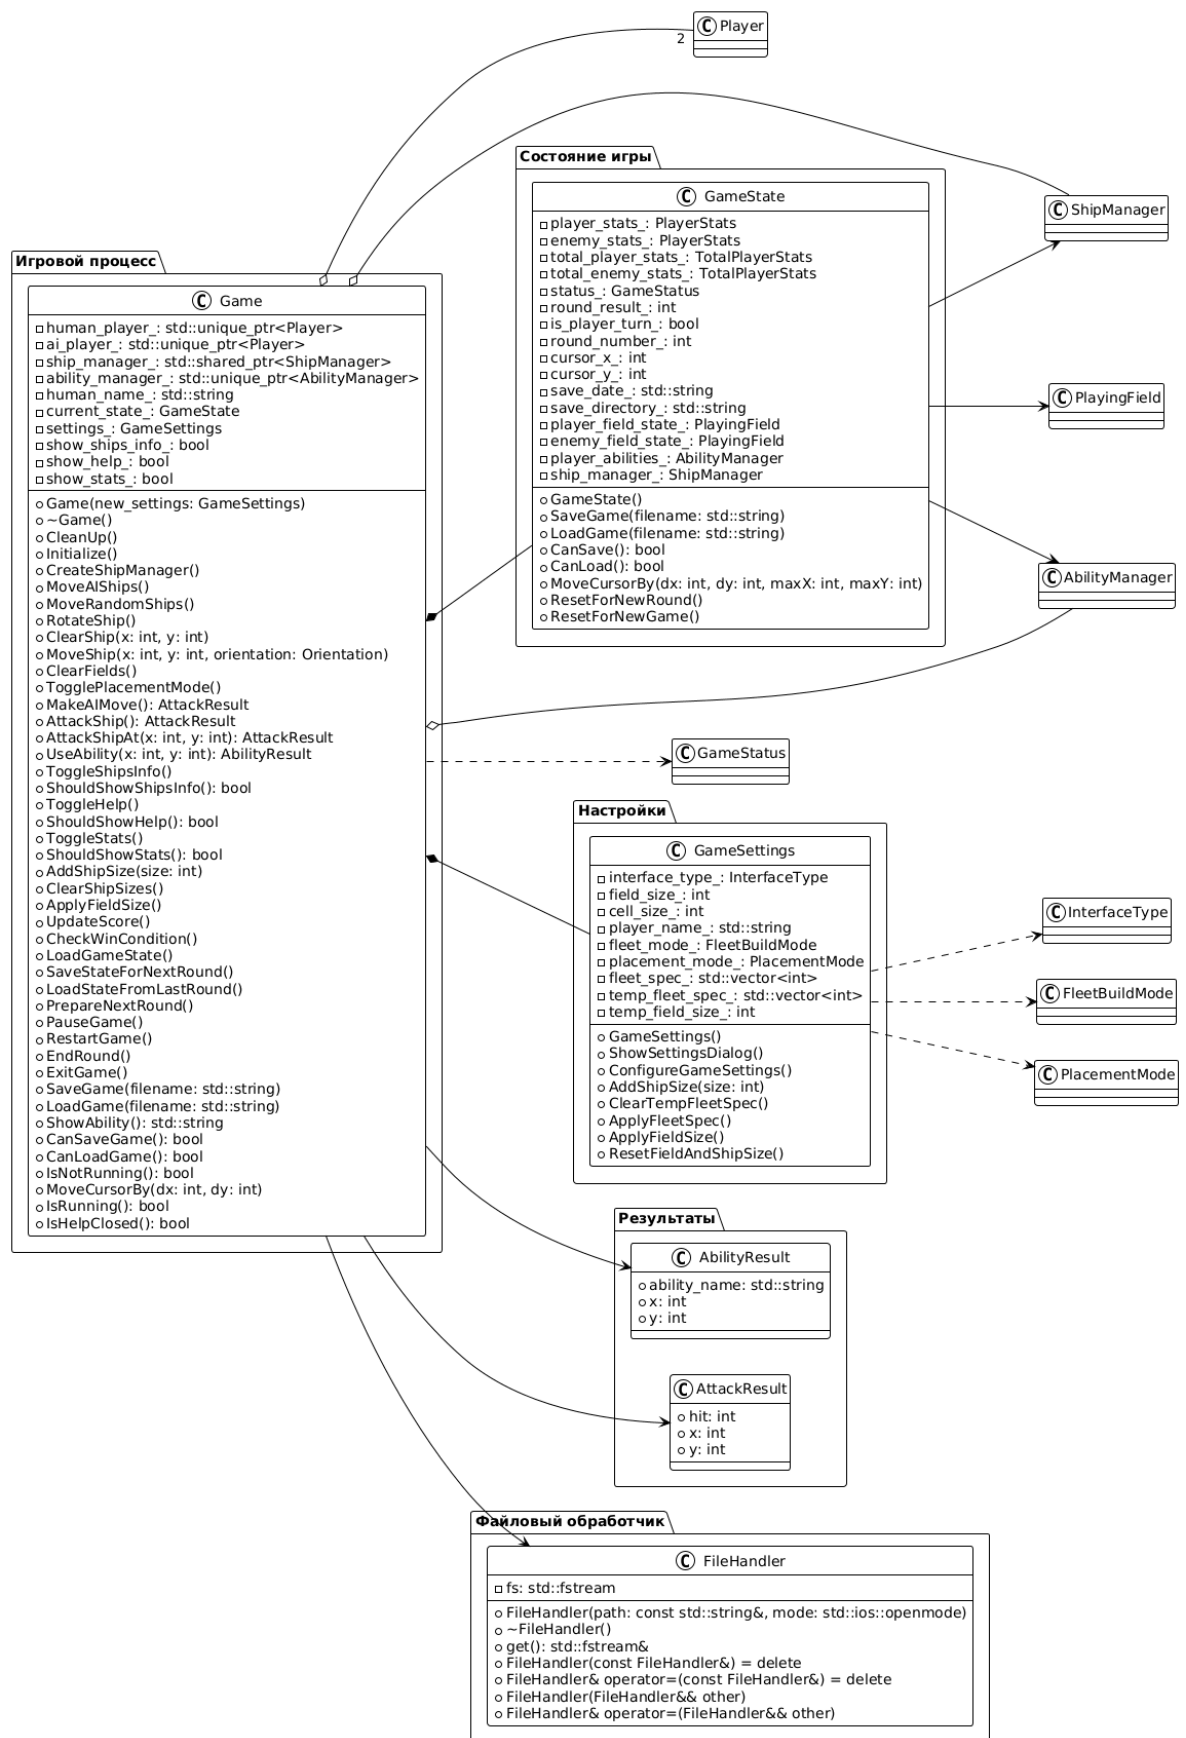 C Player
2
Состояние игры
C GameState
player_stats_: PlayerStats
enemy_stats_: PlayerStats
total_player_stats_: TotalPlayerStats
total_enemy_stats_: TotalPlayerStats
status_: GameStatus
round_result_: int
is_player_turn_: bool
round_number_: int
cursor_x_: int
cursor_y_: int
save_date_: std::string
save_directory_: std::string
player_field_state_: PlayingField
enemy_field_state_: PlayingField
player_abilities_: AbilityManager
ship_manager_: ShipManager
GameState()
SaveGame(filename: std::string)
LoadGame(filename: std::string)
CanSave(): bool
CanLoad(): bool
MoveCursorBy(dx: int, dy: int, maxX: int, maxY: int)
ResetForNewRound()
ResetForNewGame()
C ShipManager
C PlayingField
C AbilityManager
Игровой процесс
C Game
human_player_: std::unique_ptr<Player>
ai_player_: std::unique_ptr<Player>
ship_manager_: std::shared_ptr<ShipManager>
ability_manager_: std::unique_ptr<AbilityManager>
human_name_: std::string
current_state_: GameState
settings_: GameSettings
show_ships_info_: bool
show_help_: bool
show_stats_: bool
Game(new_settings: GameSettings)
~Game()
CleanUp()
Initialize()
CreateShipManager()
MoveAIShips()
MoveRandomShips()
RotateShip()
ClearShip(x: int, y: int)
MoveShip(x: int, y: int, orientation: Orientation)
ClearFields()
TogglePlacementMode()
MakeAIMove(): AttackResult
AttackShip(): AttackResult
AttackShipAt(x: int, y: int): AttackResult
UseAbility(x: int, y: int): AbilityResult
ToggleShipsInfo()
ShouldShowShipsInfo(): bool
ToggleHelp()
ShouldShowHelp(): bool
ToggleStats()
ShouldShowStats(): bool
AddShipSize(size: int)
ClearShipSizes()
ApplyFieldSize()
UpdateScore()
CheckWinCondition()
LoadGameState()
SaveStateForNextRound()
LoadStateFromLastRound()
PrepareNextRound()
PauseGame()
RestartGame()
EndRound()
ExitGame()
SaveGame(filename: std::string)
LoadGame(filename: std::string)
ShowAbility(): std::string
CanSaveGame(): bool
CanLoadGame(): bool
IsNotRunning(): bool
MoveCursorBy(dx: int, dy: int)
IsRunning(): bool
IsHelpClosed(): bool
C GameStatus
Настройки
C GameSettings
interface_type_: InterfaceType
field_size_: int
cell_size_: int
player_name_: std::string
fleet_mode_: FleetBuildMode
placement_mode_: PlacementMode
fleet_spec_: std::vector<int>
temp_fleet_spec_: std::vector<int>
temp_field_size_: int
GameSettings()
ShowSettingsDialog()
ConfigureGameSettings()
AddShipSize(size: int)
ClearTempFleetSpec()
ApplyFleetSpec()
ApplyFieldSize()
ResetFieldAndShipSize()
C InterfaceType
C FleetBuildMode
C PlacementMode
Результаты
C AbilityResult
ability_name: std::string
x: int
y: int
C AttackResult
hit: int
x: int
y: int
Файловый обработчик
C FileHandler
fs: std::fstream
FileHandler(path: const std::string&, mode: std::ios::openmode)
~FileHandler()
get(): std::fstream&
FileHandler(const FileHandler&) = delete
FileHandler& operator=(const FileHandler&) = delete
FileHandler(FileHandler&& other)
FileHandler& operator=(FileHandler&& other)